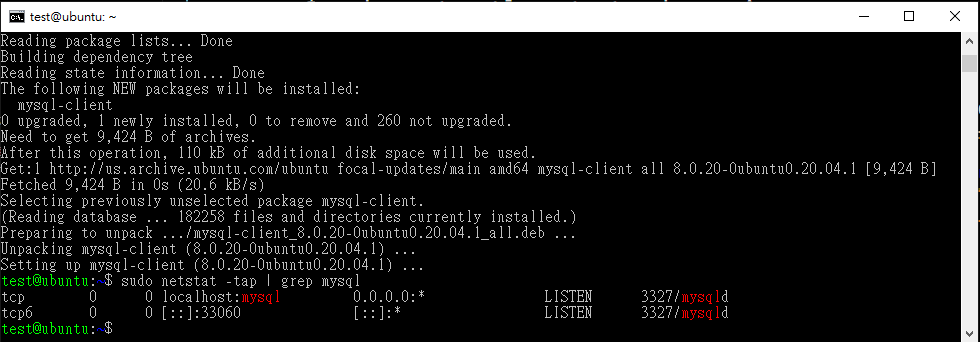 test@ubuntu: ~
Reading package lists... Done
Building dependency tree
Reading state information... Done
The following NEW packages will be installed:
  mysql-client
0 upgraded, 1 newly installed, 0 to remove and 260 not upgraded.
Need to get 9,424 B of archives.
After this operation, 110 kB of additional disk space will be used.
Get:1 http://us.archive.ubuntu.com/ubuntu focal-updates/main amd64 mysql-client all 8.0.20-0ubuntu0.20.04.1 [9,424 B]
Fetched 9,424 B in 0s (20.6 kB/s)
Selecting previously unselected package mysql-client.
(Reading database ... 182258 files and directories currently installed.)
Preparing to unpack .../mysql-client_8.0.20-0ubuntu0.20.04.1_all.deb ...
Unpacking mysql-client (8.0.20-0ubuntu0.20.04.1) ...
Setting up mysql-client (8.0.20-0ubuntu0.20.04.1) ...
test@ubuntu:~$ sudo netstat -tap | grep mysql
tcp        0      0 localhost:mysql         0.0.0.0:*               LISTEN      3327/mysqld
tcp6       0      0 [::]:33060              [::]:*                  LISTEN      3327/mysqld
test@ubuntu:~$